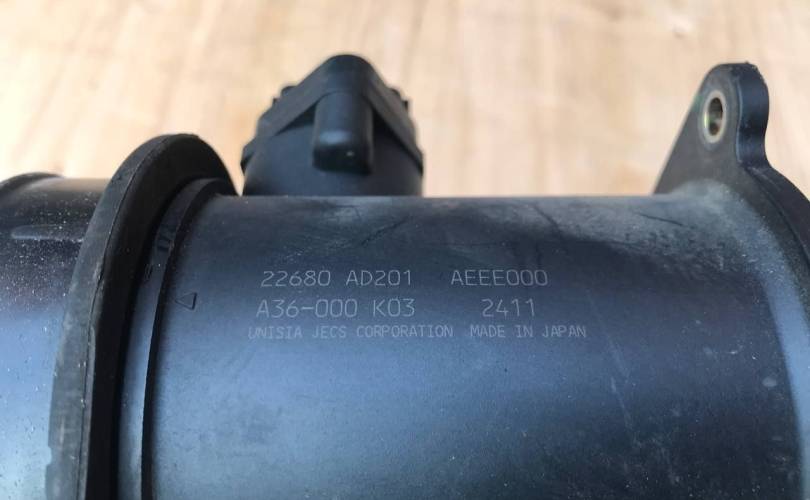 22680 AD201 AEEE000
A36-000 K03 2411
UNISIA JECS CORPORATION MADE IN JAPAN